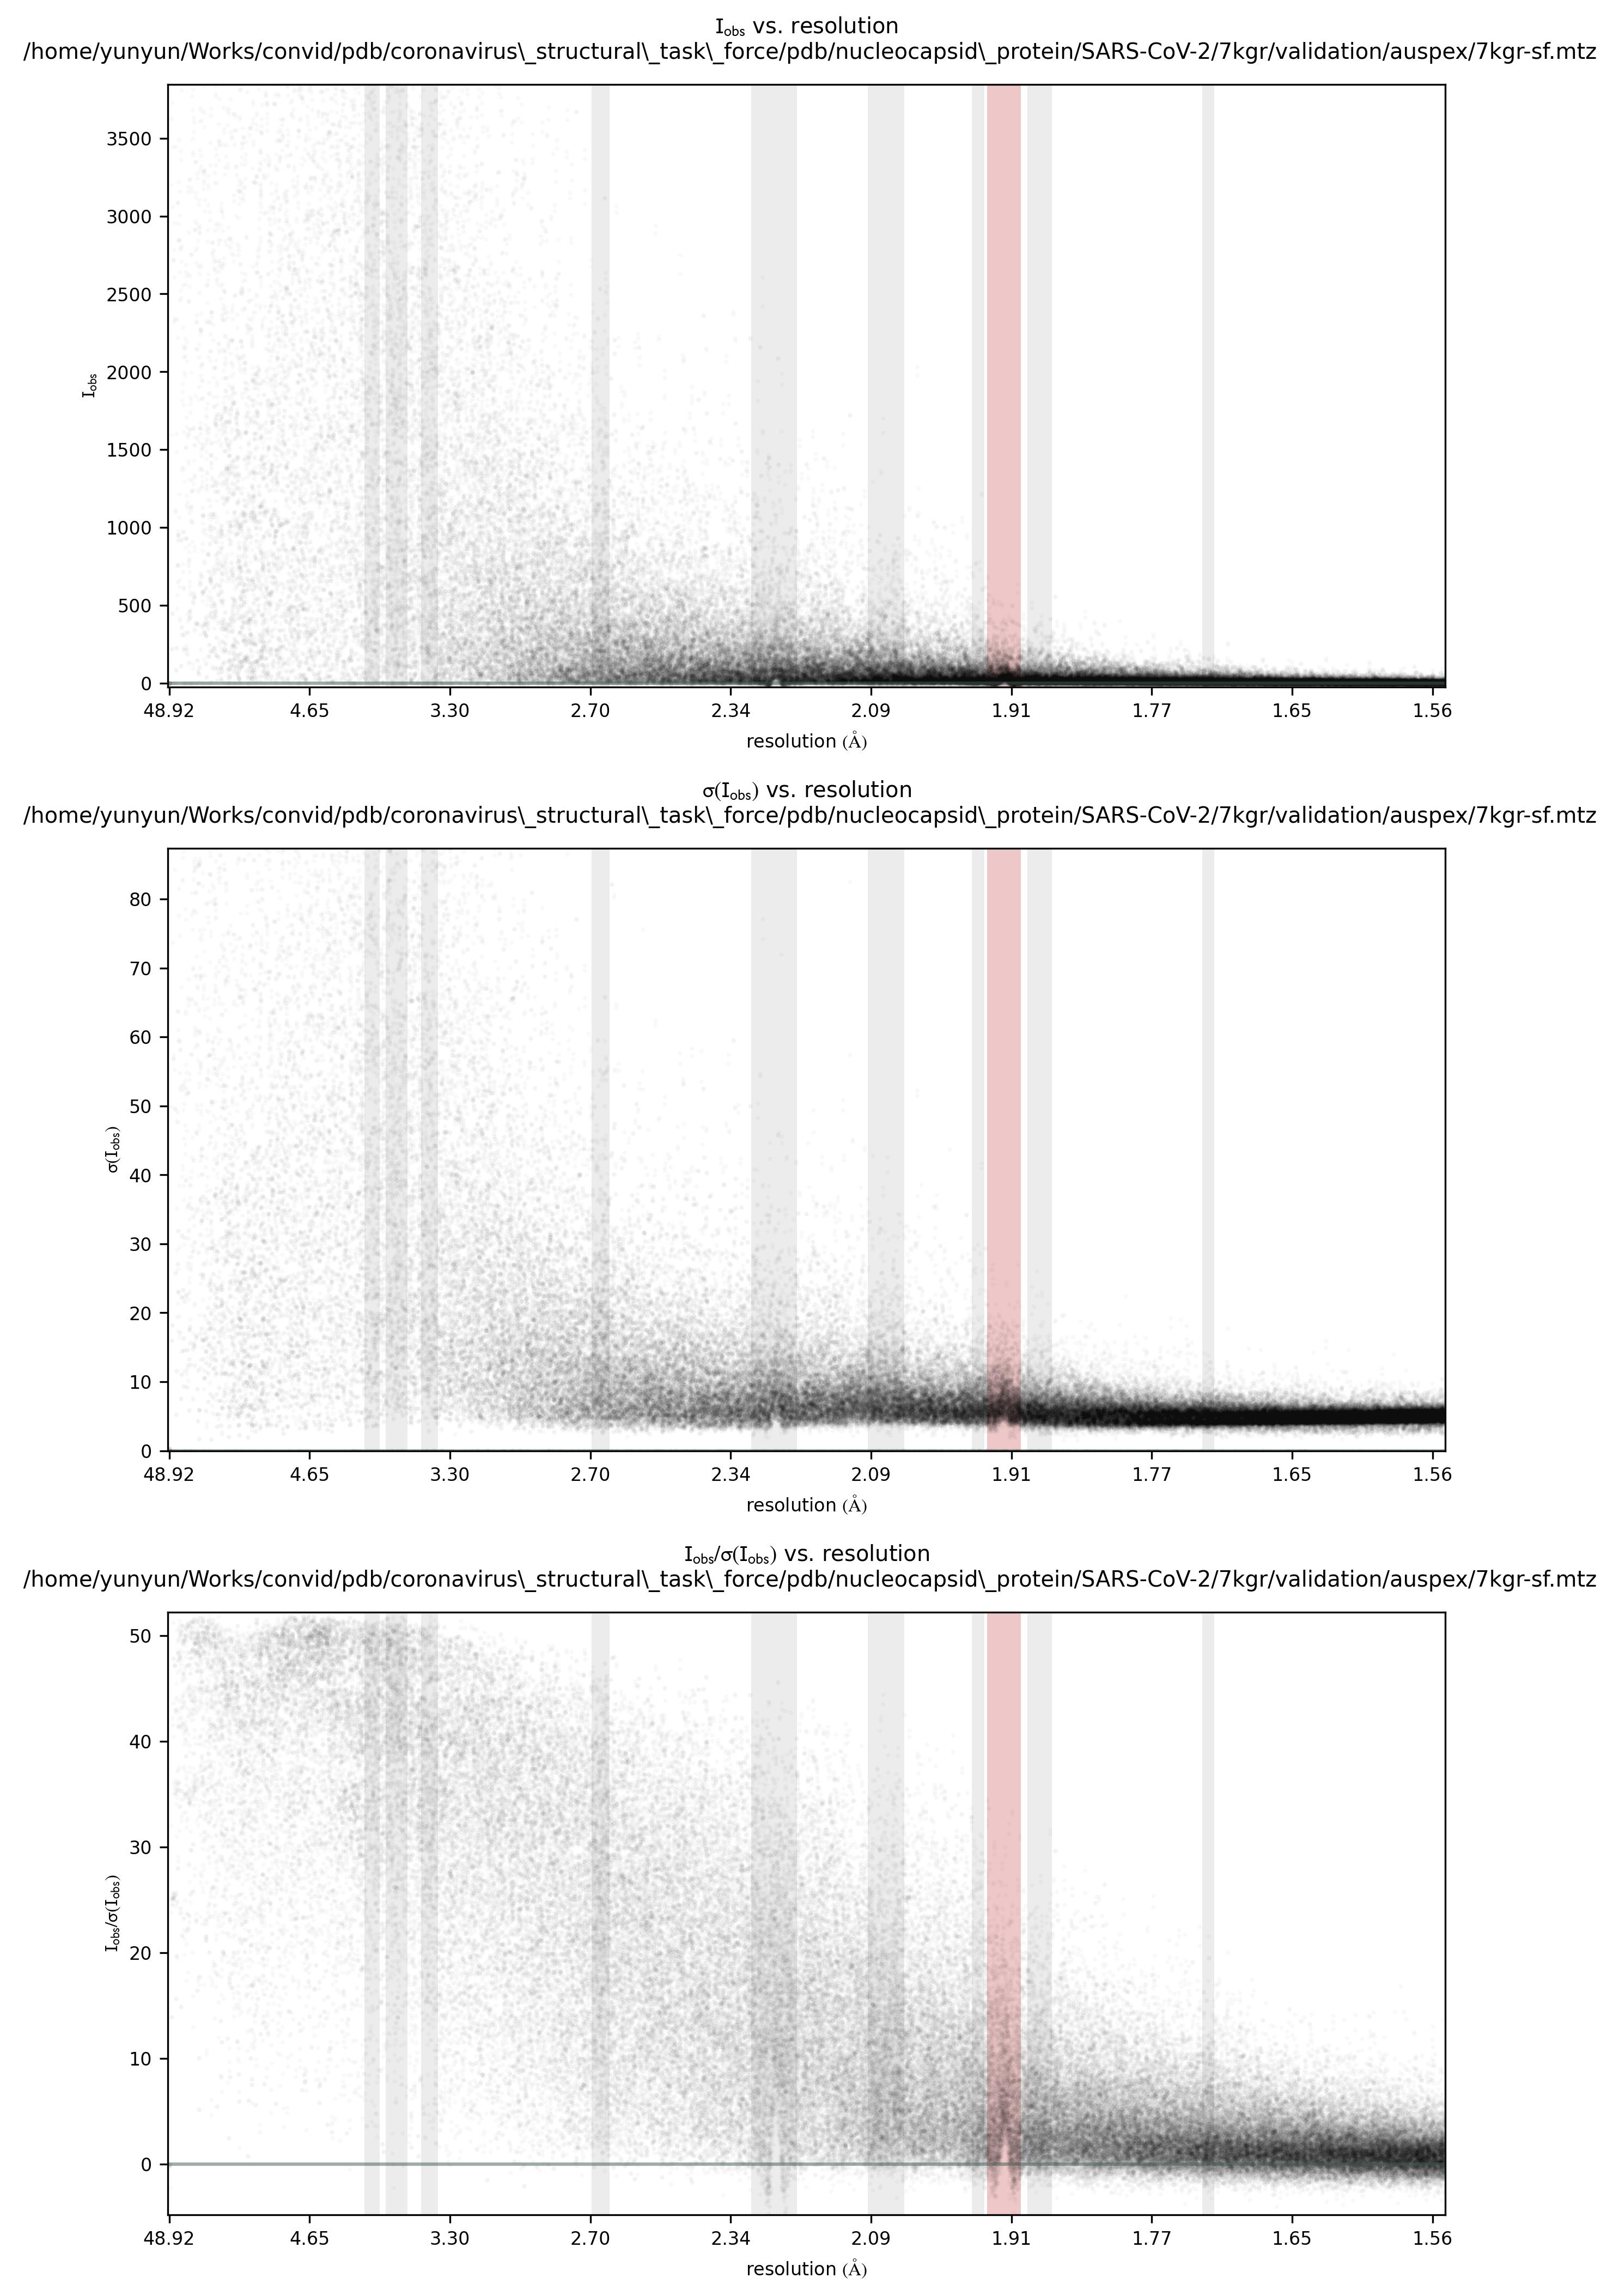 Iobs vs. resolution
/home/yunyun/Works/convid/pdb/coronavirus\_structural\_task\_force/pdb/nucleocapsid\_protein/SARS-CoV-2/7kgr/validation/auspex/7kgr-sf.mtz
3500
3000
2500
2000
1500
1000
500
0
Iobs
48.92 4.65 3.30 2.70 2.34 2.09 1.91 1.77 1.65 1.56
resolution (Å)
σ(Iobs) vs. resolution
/home/yunyun/Works/convid/pdb/coronavirus\_structural\_task\_force/pdb/nucleocapsid\_protein/SARS-CoV-2/7kgr/validation/auspex/7kgr-sf.mtz
80
70
60
50
40
30
20
10
0
σ(Iobs)
48.92 4.65 3.30 2.70 2.34 2.09 1.91 1.77 1.65 1.56
resolution (Å)
Iobs/σ(Iobs) vs. resolution
/home/yunyun/Works/convid/pdb/coronavirus\_structural\_task\_force/pdb/nucleocapsid\_protein/SARS-CoV-2/7kgr/validation/auspex/7kgr-sf.mtz
50
40
30
20
10
0
Iobs/σ(Iobs)
48.92 4.65 3.30 2.70 2.34 2.09 1.91 1.77 1.65 1.56
resolution (Å)